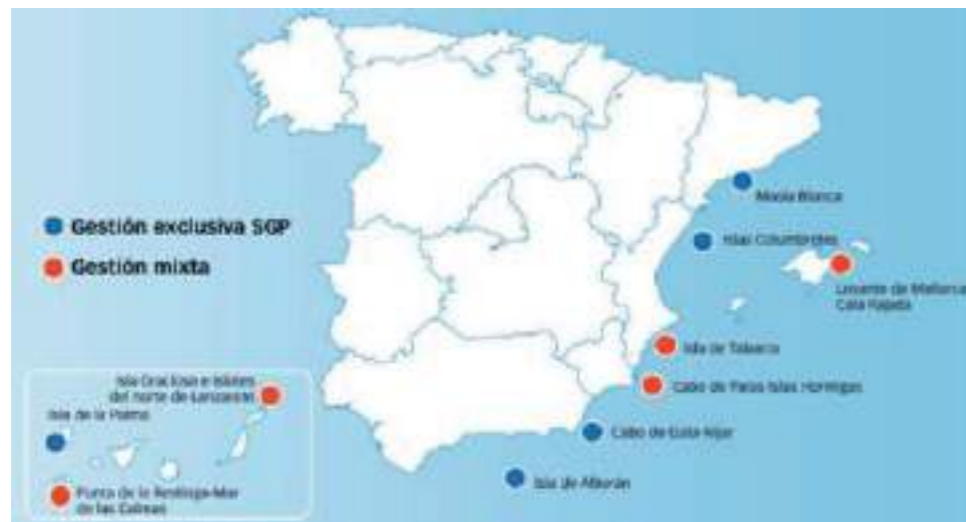 Masía Blanca
Gestión exclusiva SGP
Islas Columbretes
Gestión mixta
Levante de Mallorca
Cala Rajada
Isla de Tabarca
Isla Graciosa e islotes
del norte de Lanzarote
Cabo de Palos Islas Hormigas
Isla de la Palma
Cabo de Gata-Nijar
Isla de Alborán
Punta de la Restinga-Mar
de las Calmas